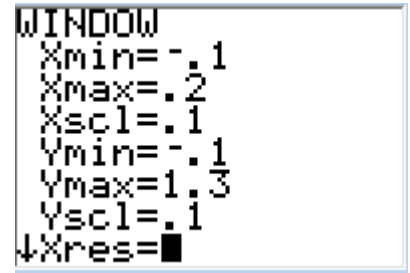 WINDOW
Xmin=-.1
Xmax=.2
Xscl=.1
Ymin=-.1
Ymax=1.3
Yscl=.1
↓Xres=